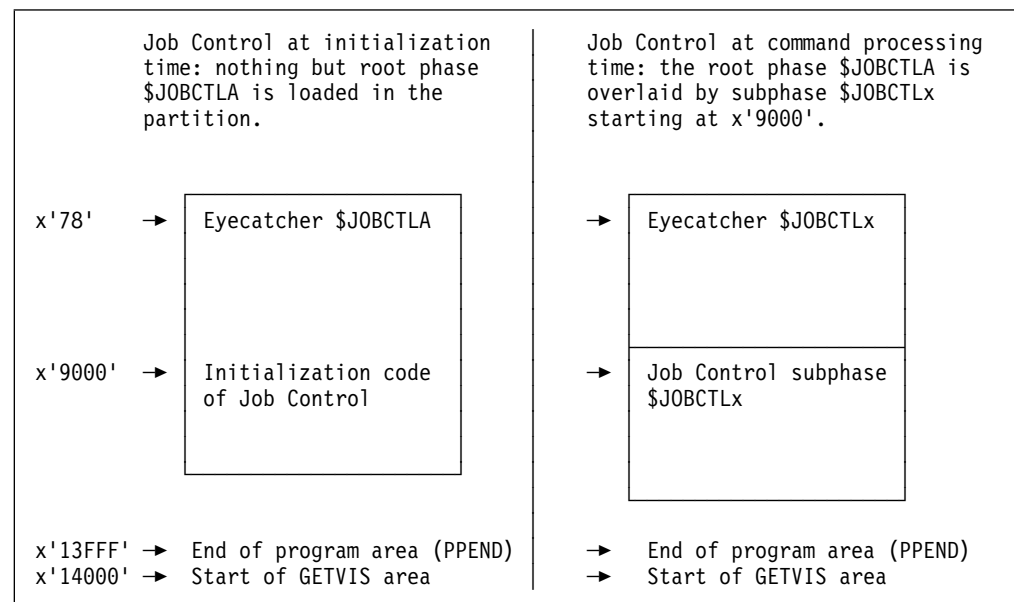 Job Control at initialization
time: nothing but root phase
$JOBCTLA is loaded in the
partition.
x'78' → Eyecatcher $JOBCTLA
x'9000' → Initialization code
of Job Control
x'13FFF' → End of program area (PPEND)
x'14000' → Start of GETVIS area
Job Control at command processing
time: the root phase $JOBCTLA is
overlaid by subphase $JOBCTLx
starting at x'9000'.
→ Eyecatcher $JOBCTLx
→ Job Control subphase
$JOBCTLx
→ End of program area (PPEND)
→ Start of GETVIS area